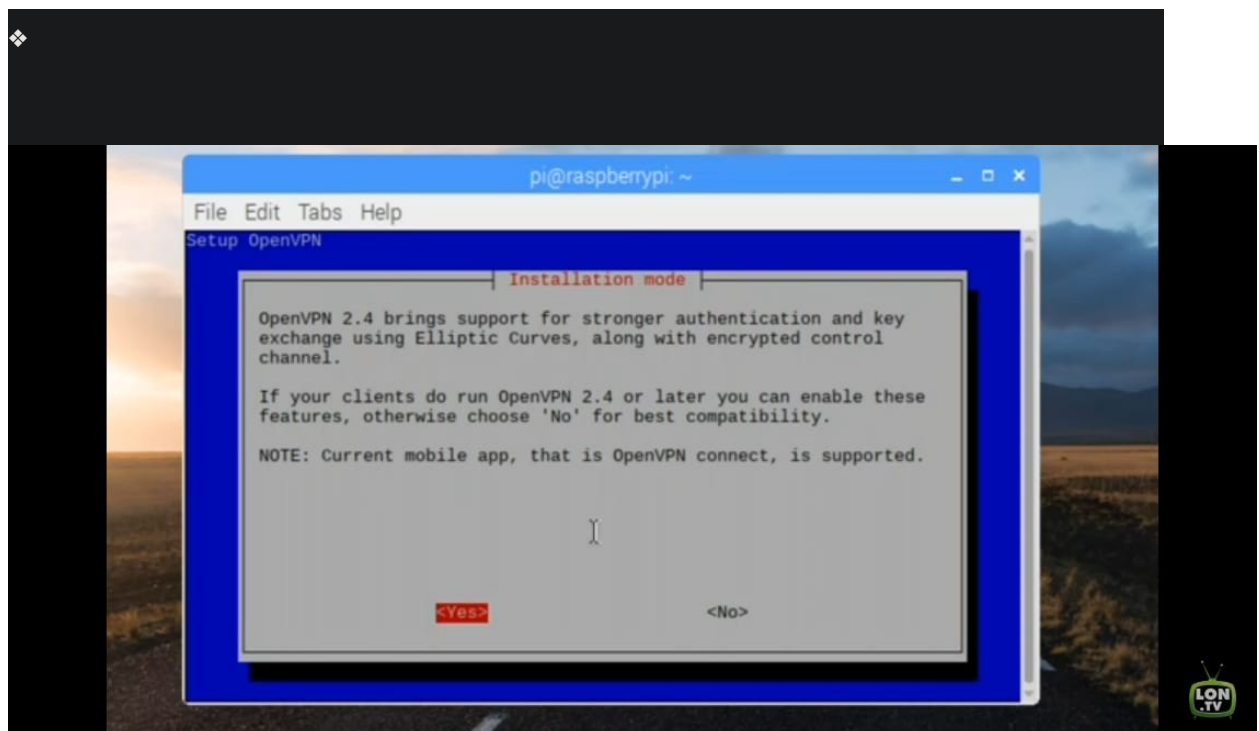 pi@raspberrypi: ~
File Edit Tabs Help
Setup OpenVPN
Installation mode
OpenVPN 2.4 brings support for stronger authentication and key
exchange using Elliptic Curves, along with encrypted control
channel.
If your clients do run OpenVPN 2.4 or later you can enable these
features, otherwise choose 'No' for best compatibility.
NOTE: Current mobile app, that is OpenVPN connect, is supported.
<Yes> <No>
LON
.TV